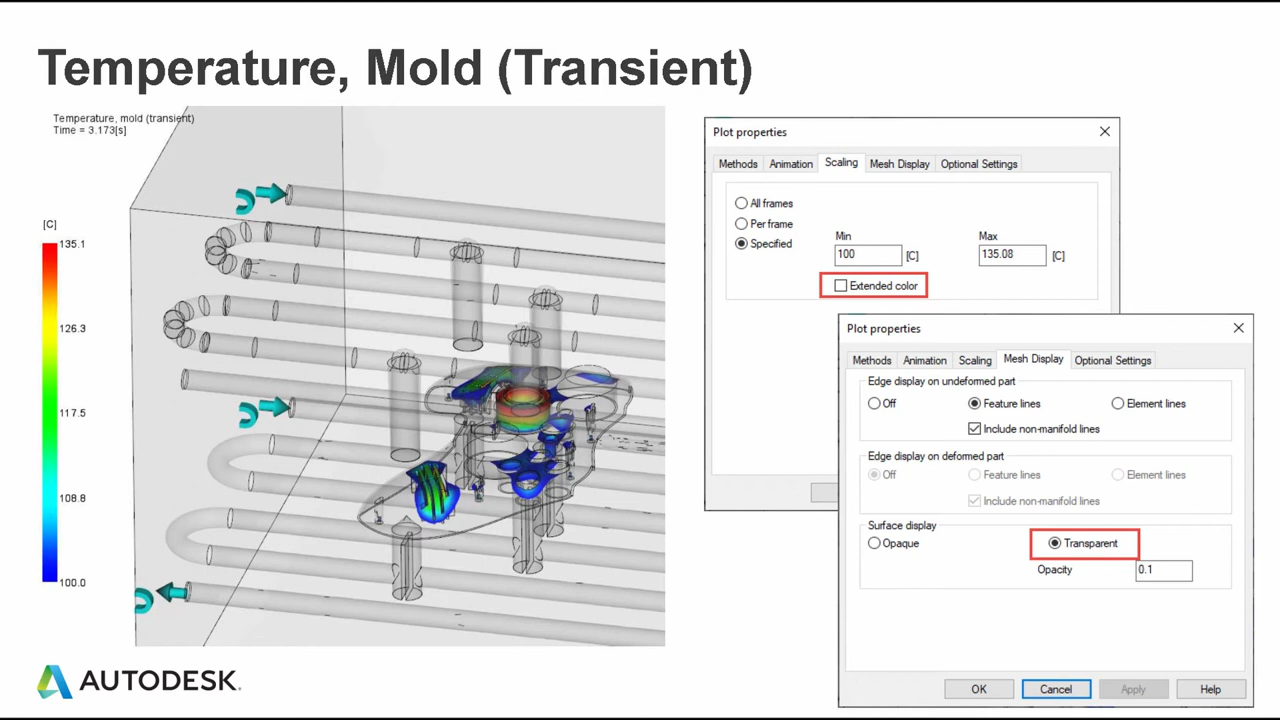 Temperature, Mold (Transient)
Temperature, mold (transient)
Time = 3.173[s]
[C]
135.1
126.3
117.5
108.8
100.0
Plot properties
Methods Animation Scaling Mesh Display Optional Settings
All frames
Per frame
Specified
Min Max
100 [C] 135.08 [C]
Extended color
Plot properties
Methods Animation Scaling Mesh Display Optional Settings
Edge display on undeformed part
Off Feature lines Element lines
Include non-manifold lines
Edge display on deformed part
Off Feature lines Element lines
Include non-manifold lines
Surface display
Opaque Transparent
Opacity 0.1
OK Cancel Apply Help
AUTODESK.